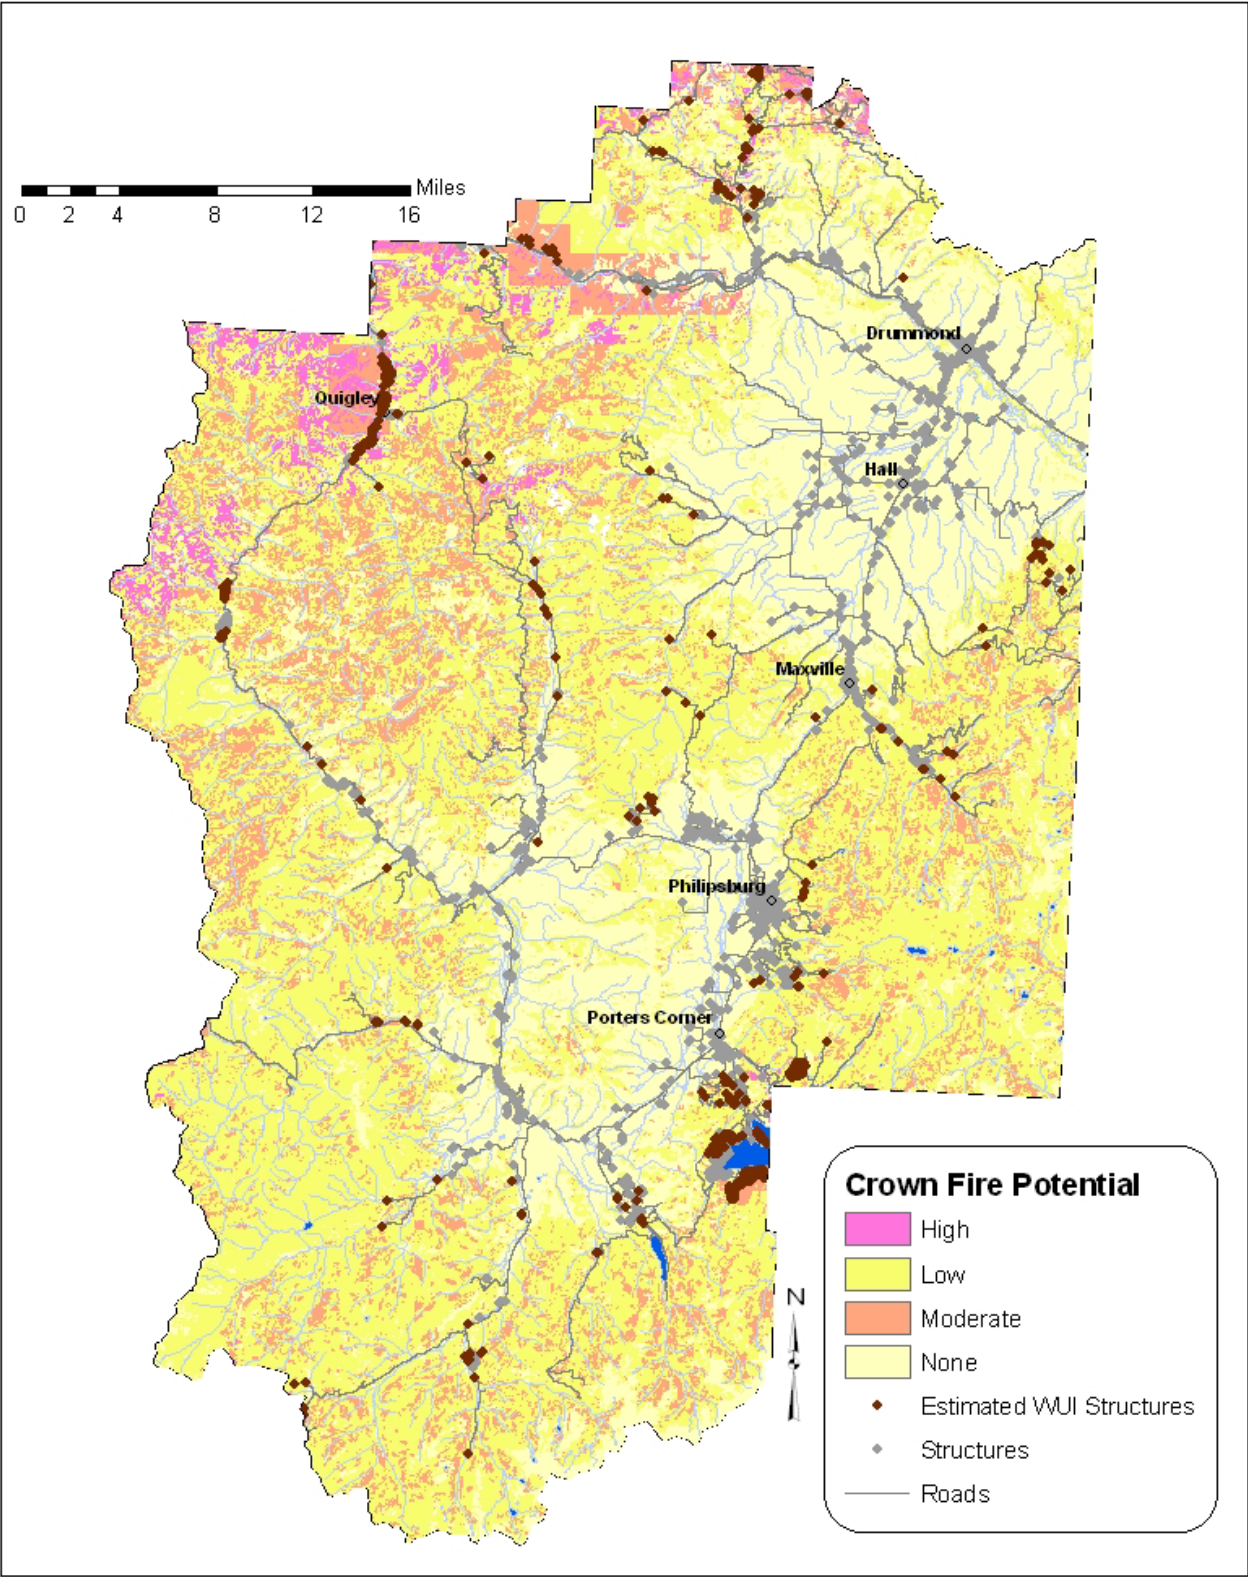 Miles
0 2 4 8 12 16
Drummond
Quigley
Hall
Maxville
Philipsburg
Porters Corner
N
Crown Fire Potential
High
Low
Moderate
None
Estimated WUI Structures
Structures
Roads